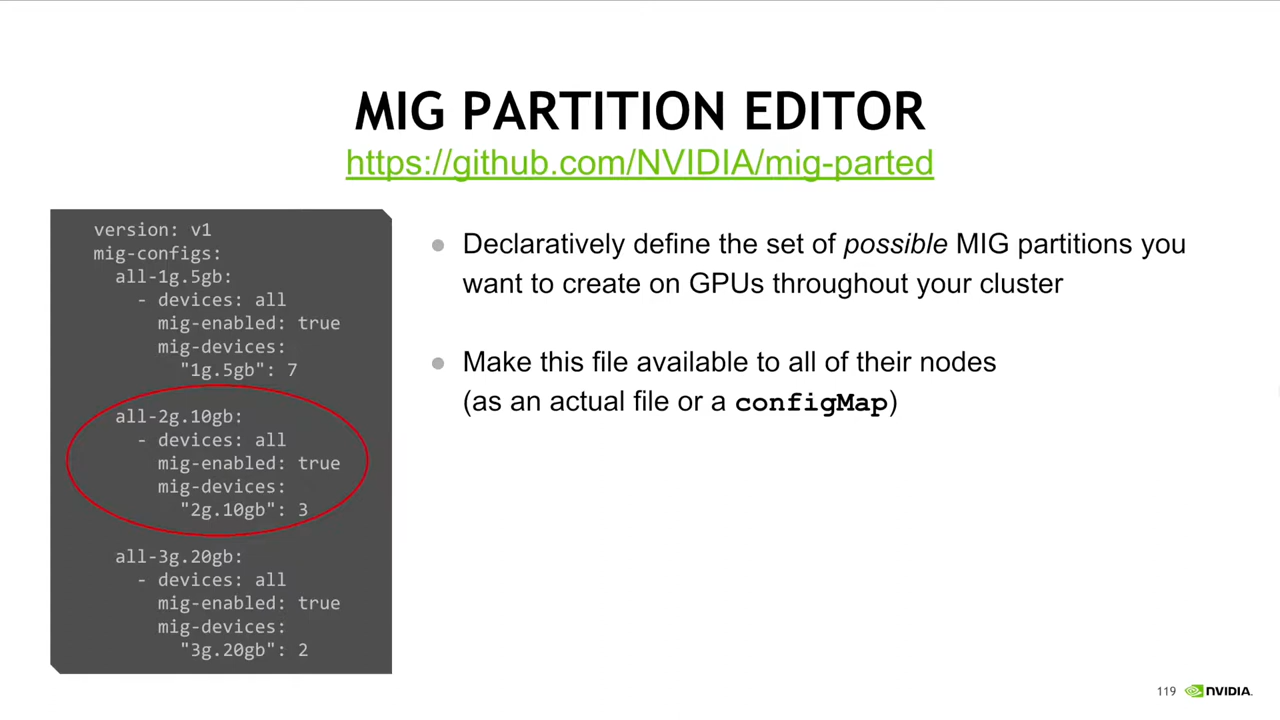 MIG PARTITION EDITOR
https://github.com/NVIDIA/mig-parted
version: v1
mig-configs:
all-1g.5gb:
- devices: all
mig-enabled: true
mig-devices:
"1g.5gb": 7
all-2g.10gb:
- devices: all
mig-enabled: true
mig-devices:
"2g.10gb": 3
all-3g.20gb:
- devices: all
mig-enabled: true
mig-devices:
"3g.20gb": 2
● Declaratively define the set of possible MIG partitions you
want to create on GPUs throughout your cluster
● Make this file available to all of their nodes
(as an actual file or a configMap)
119 NVIDIA.